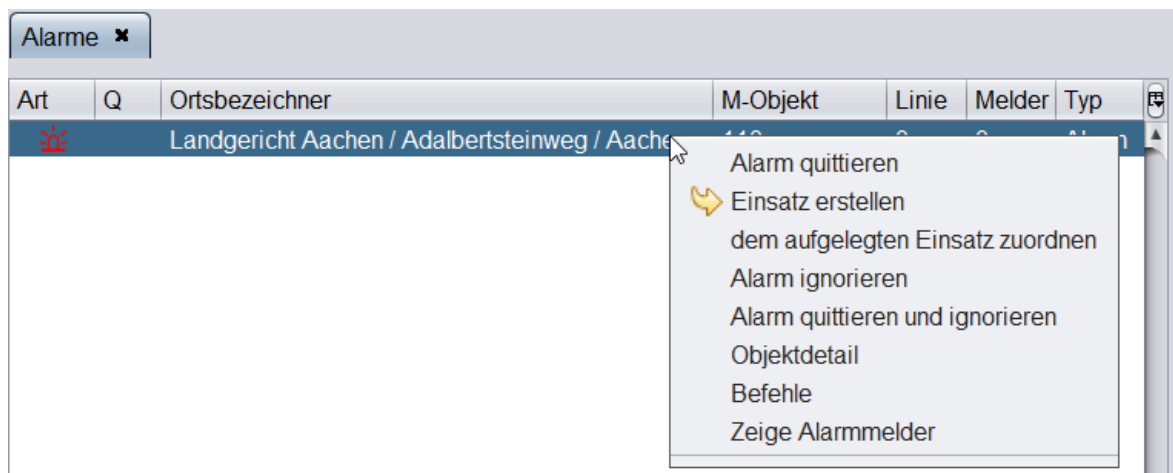 Alarme
Art Q Ortsbezeichner M-Objekt Linie Melder Typ
Landgericht Aachen / Adalbertsteinweg /
Alarm quittieren
Einsatz erstellen
dem aufgelegten Einsatz zuordnen
Alarm ignorieren
Alarm quittieren und ignorieren
Objektdetail
Befehle
Zeige Alarmmelder